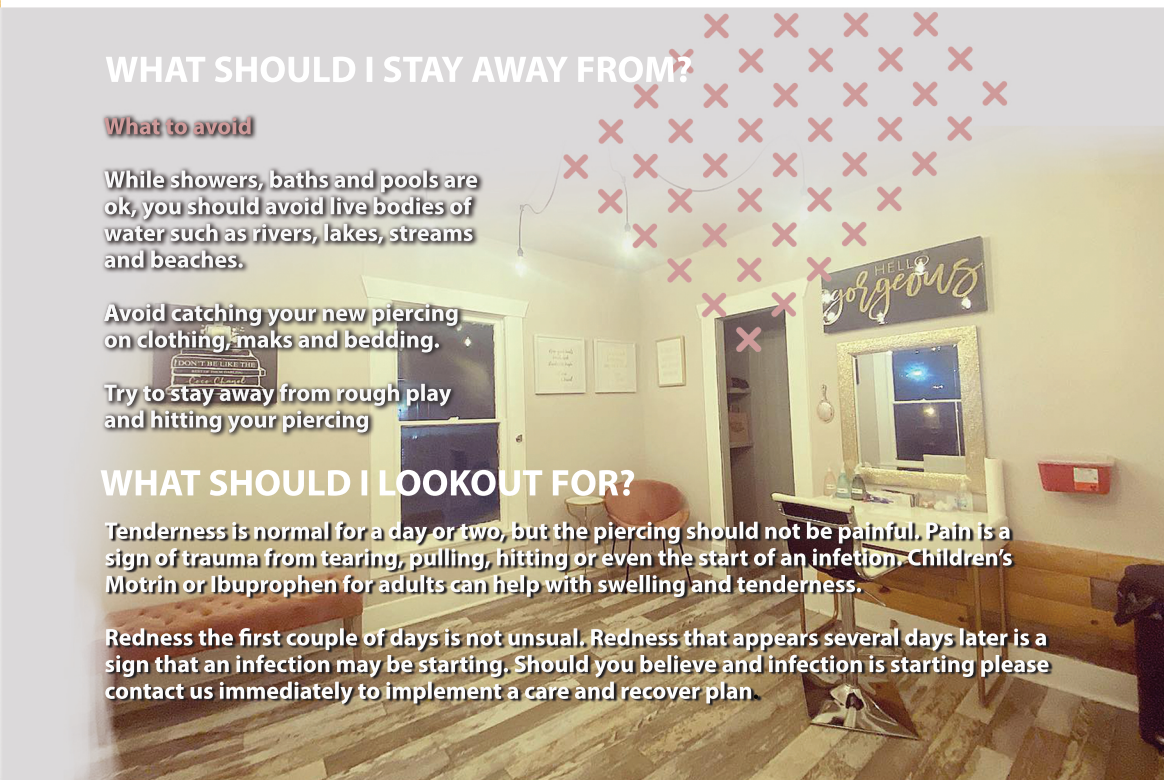 WHAT SHOULD I STAY AWAY FROM?
What to avoid
While showers, baths and pools are
ok, you should avoid live bodies of
water such as rivers, lakes, streams
and beaches.
Avoid catching your new piercing
on clothing, maks and bedding.
Try to stay away from rough play
and hitting your piercing
HELLO
gorgeous
DON'T BE LIKE THE
Coco Chanel
WHAT SHOULD I LOOKOUT FOR?
Tenderness is normal for a day or two, but the piercing should not be painful. Pain is a
sign of trauma from tearing, pulling, hitting or even the start of an infetion. Children's
Motrin or Ibuprophen for adults can help with swelling and tenderness.
Redness the first couple of days is not unsual. Redness that appears several days later is a
sign that an infection may be starting. Should you believe and infection is starting please
contact us immediately to implement a care and recover plan.